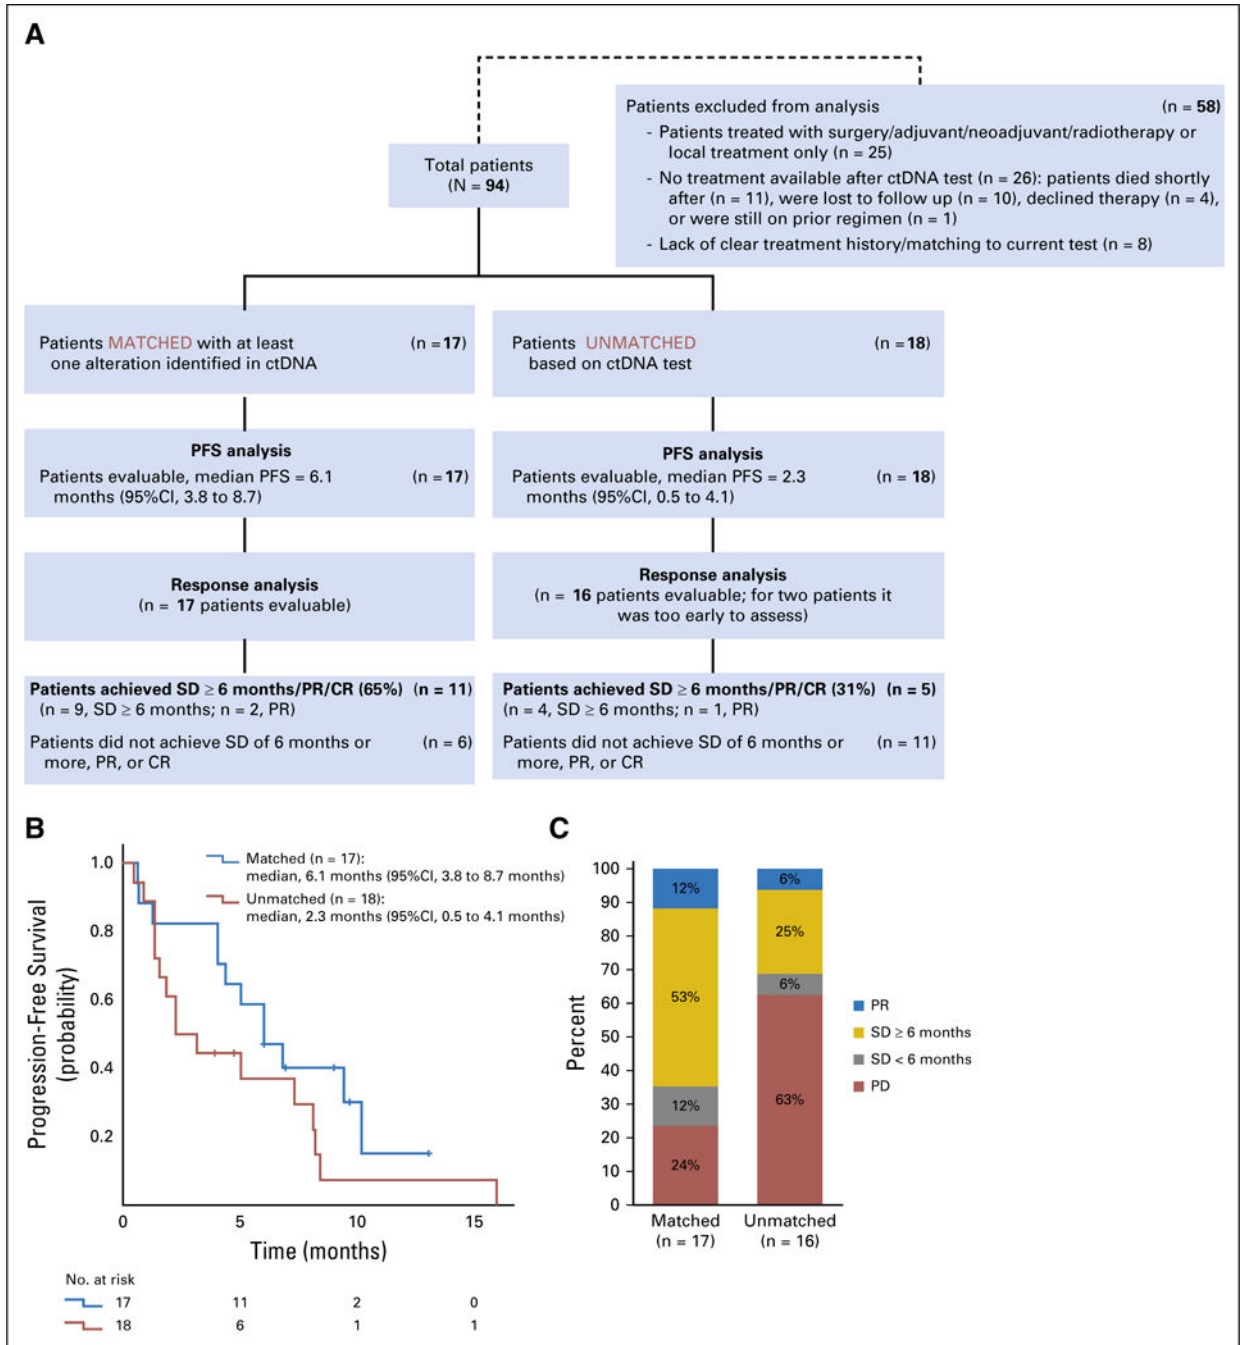 A
Total patients
(N = 94)
Patients excluded from analysis (n = 58)
- Patients treated with surgery/adjuvant/neoadjuvant/radiotherapy or
local treatment only (n = 25)
- No treatment available after ctDNA test (n = 26): patients died shortly
after (n = 11), were lost to follow up (n = 10), declined therapy (n = 4),
or were still on prior regimen (n = 1)
- Lack of clear treatment history/matching to current test (n = 8)
Patients MATCHED with at least (n = 17)
one alteration identified in ctDNA
Patients UNMATCHED (n = 18)
based on ctDNA test
PFS analysis
Patients evaluable, median PFS = 6.1 (n = 17)
months (95%CI, 3.8 to 8.7)
PFS analysis
Patients evaluable, median PFS = 2.3 (n = 18)
months (95%CI, 0.5 to 4.1)
Response analysis
(n = 17 patients evaluable)
Response analysis
(n = 16 patients evaluable; for two patients it
was too early to assess)
Patients achieved SD ≥ 6 months/PR/CR (65%) (n = 11)
(n = 9, SD ≥ 6 months; n = 2, PR)
Patients did not achieve SD of 6 months or (n = 6)
more, PR, or CR
Patients achieved SD ≥ 6 months/PR/CR (31%) (n = 5)
(n = 4, SD ≥ 6 months; n = 1, PR)
Patients did not achieve SD of 6 months or (n = 11)
more, PR, or CR
B
Matched (n = 17):
median, 6.1 months (95%CI, 3.8 to 8.7 months)
Unmatched (n = 18):
median, 2.3 months (95%CI, 0.5 to 4.1 months)
Progression-Free Survival
(probability)
1.0
0.8
0.6
0.4
0.2
0 5 10 15
Time (months)
No. at risk
17 11 2 0
18 6 1 1
C
Percent
100
90
80
70
60
50
40
30
20
10
0
12%
53%
12%
24%
6%
25%
6%
63%
Matched
(n = 17)
Unmatched
(n = 16)
PR
SD ≥ 6 months
SD < 6 months
PD